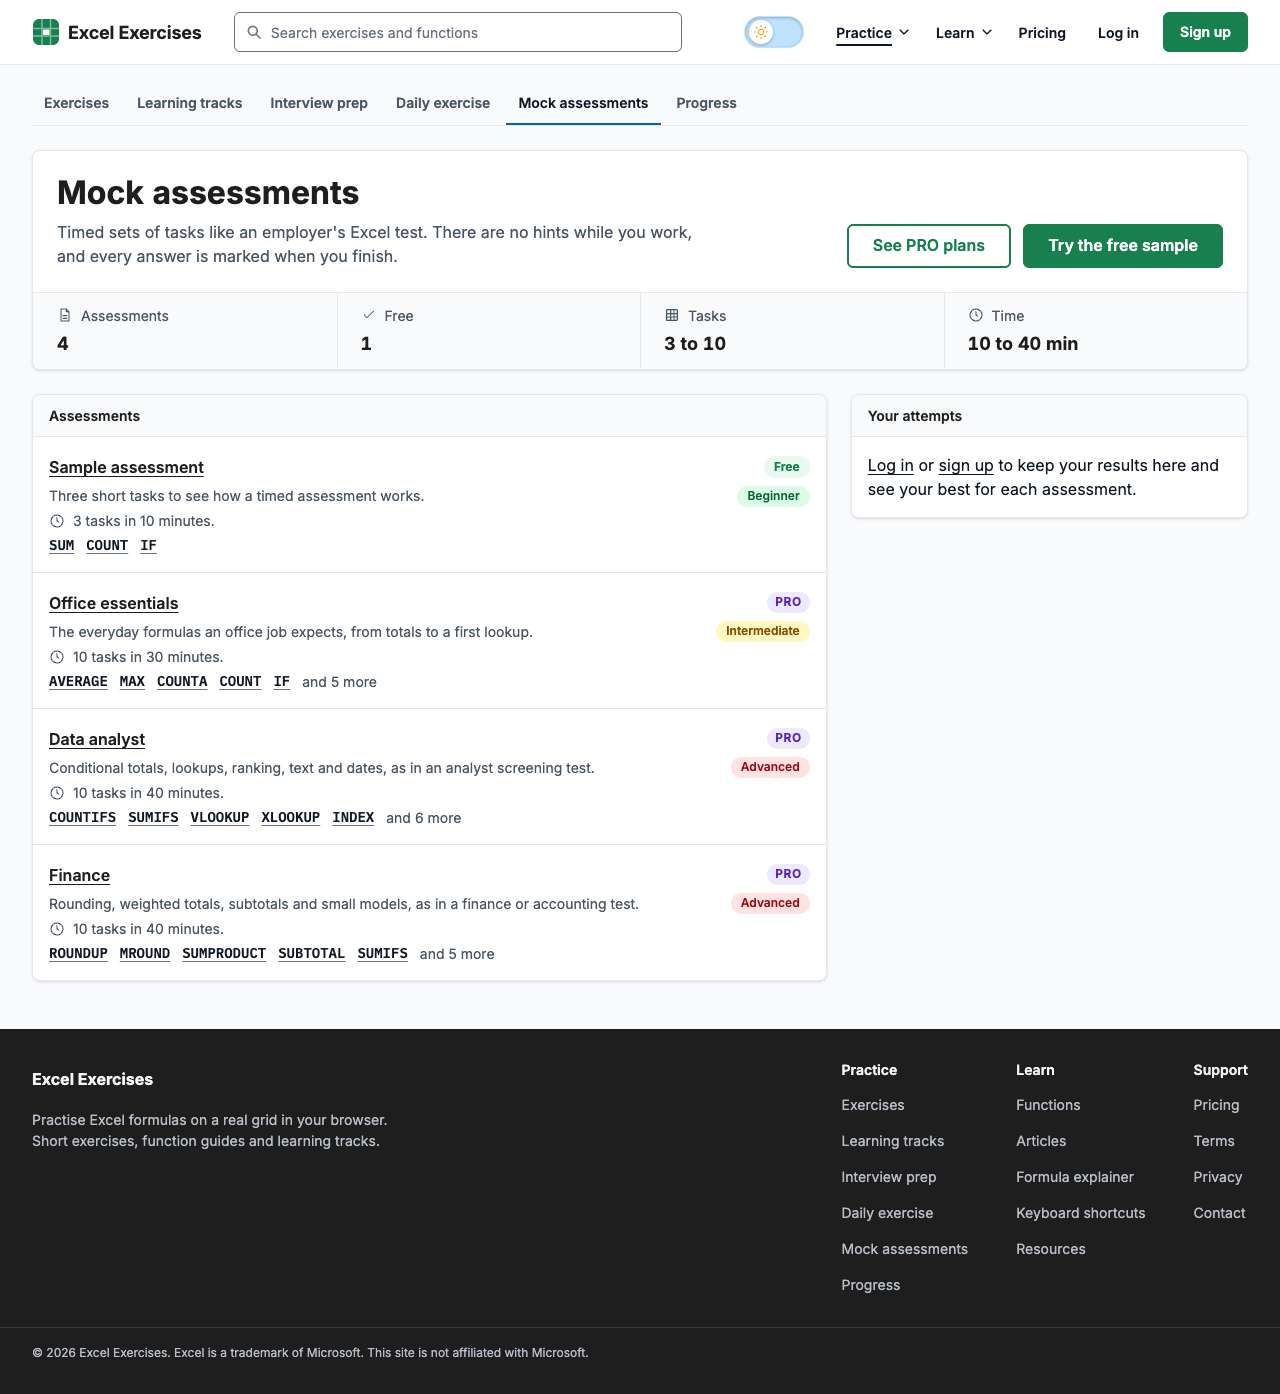 Excel Exercises
Search exercises and functions
Practice
Learn
Pricing
Log in
Sign up
Exercises
Learning tracks
Interview prep
Daily exercise
Mock assessments
Progress
Mock assessments
Timed sets of tasks like an employer's Excel test. There are no hints while you work,
and every answer is marked when you finish.
See PRO plans
Try the free sample
Assessments
4
Free
1
Tasks
3 to 10
Time
10 to 40 min
Assessments
Sample assessment
Free
Three short tasks to see how a timed assessment works.
Beginner
3 tasks in 10 minutes.
SUM COUNT IF
Office essentials
PRO
The everyday formulas an office job expects, from totals to a first lookup.
Intermediate
10 tasks in 30 minutes.
AVERAGE MAX COUNTA COUNT IF and 5 more
Data analyst
PRO
Conditional totals, lookups, ranking, text and dates, as in an analyst screening test.
Advanced
10 tasks in 40 minutes.
COUNTIFS SUMIFS VLOOKUP XLOOKUP INDEX and 6 more
Finance
PRO
Rounding, weighted totals, subtotals and small models, as in a finance or accounting test.
Advanced
10 tasks in 40 minutes.
ROUNDUP MROUND SUMPRODUCT SUBTOTAL SUMIFS and 5 more
Your attempts
Log in or sign up to keep your results here and
see your best for each assessment.
Excel Exercises
Practise Excel formulas on a real grid in your browser.
Short exercises, function guides and learning tracks.
Practice
Exercises
Learning tracks
Interview prep
Daily exercise
Mock assessments
Progress
Learn
Functions
Articles
Formula explainer
Keyboard shortcuts
Resources
Support
Pricing
Terms
Privacy
Contact
© 2026 Excel Exercises. Excel is a trademark of Microsoft. This site is not affiliated with Microsoft.